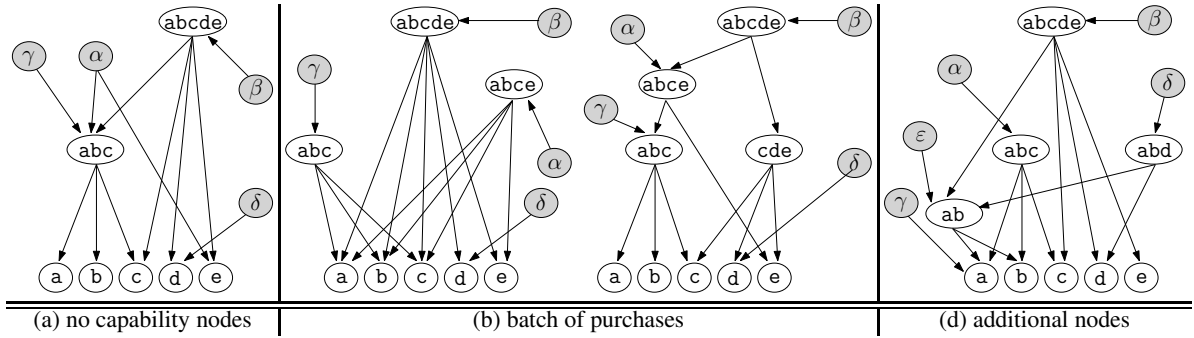 abcde
γ α
β
abc
δ
a b c d e
(a) no capability nodes
abcde β
γ
abce
abc
α
δ
a b c d e
abcde β
α
abce
γ
abc cde
δ
a b c d e
(b) batch of purchases
abcde β
α
δ
ε
abc abd
γ
ab
a b c d e
(d) additional nodes